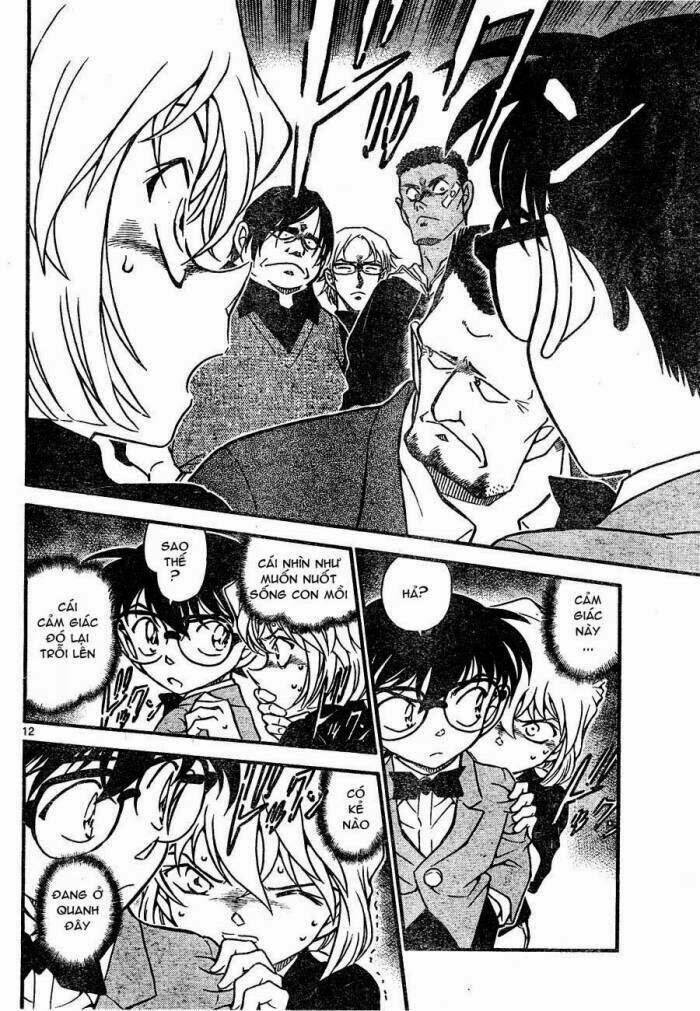 CẢM
GIÁC
NÀY
...
HẢ?
CÁI NHÌN NHƯ
MUỐN NUỐT
SỐNG CON MỒI
SAO
THẾ
?
CÁI
CẢM GIÁC
ĐÓ LẠI
TRỖI LÊN
12
CÓ
KẺ
NÀO
ĐANG Ở
QUANH
ĐÂY